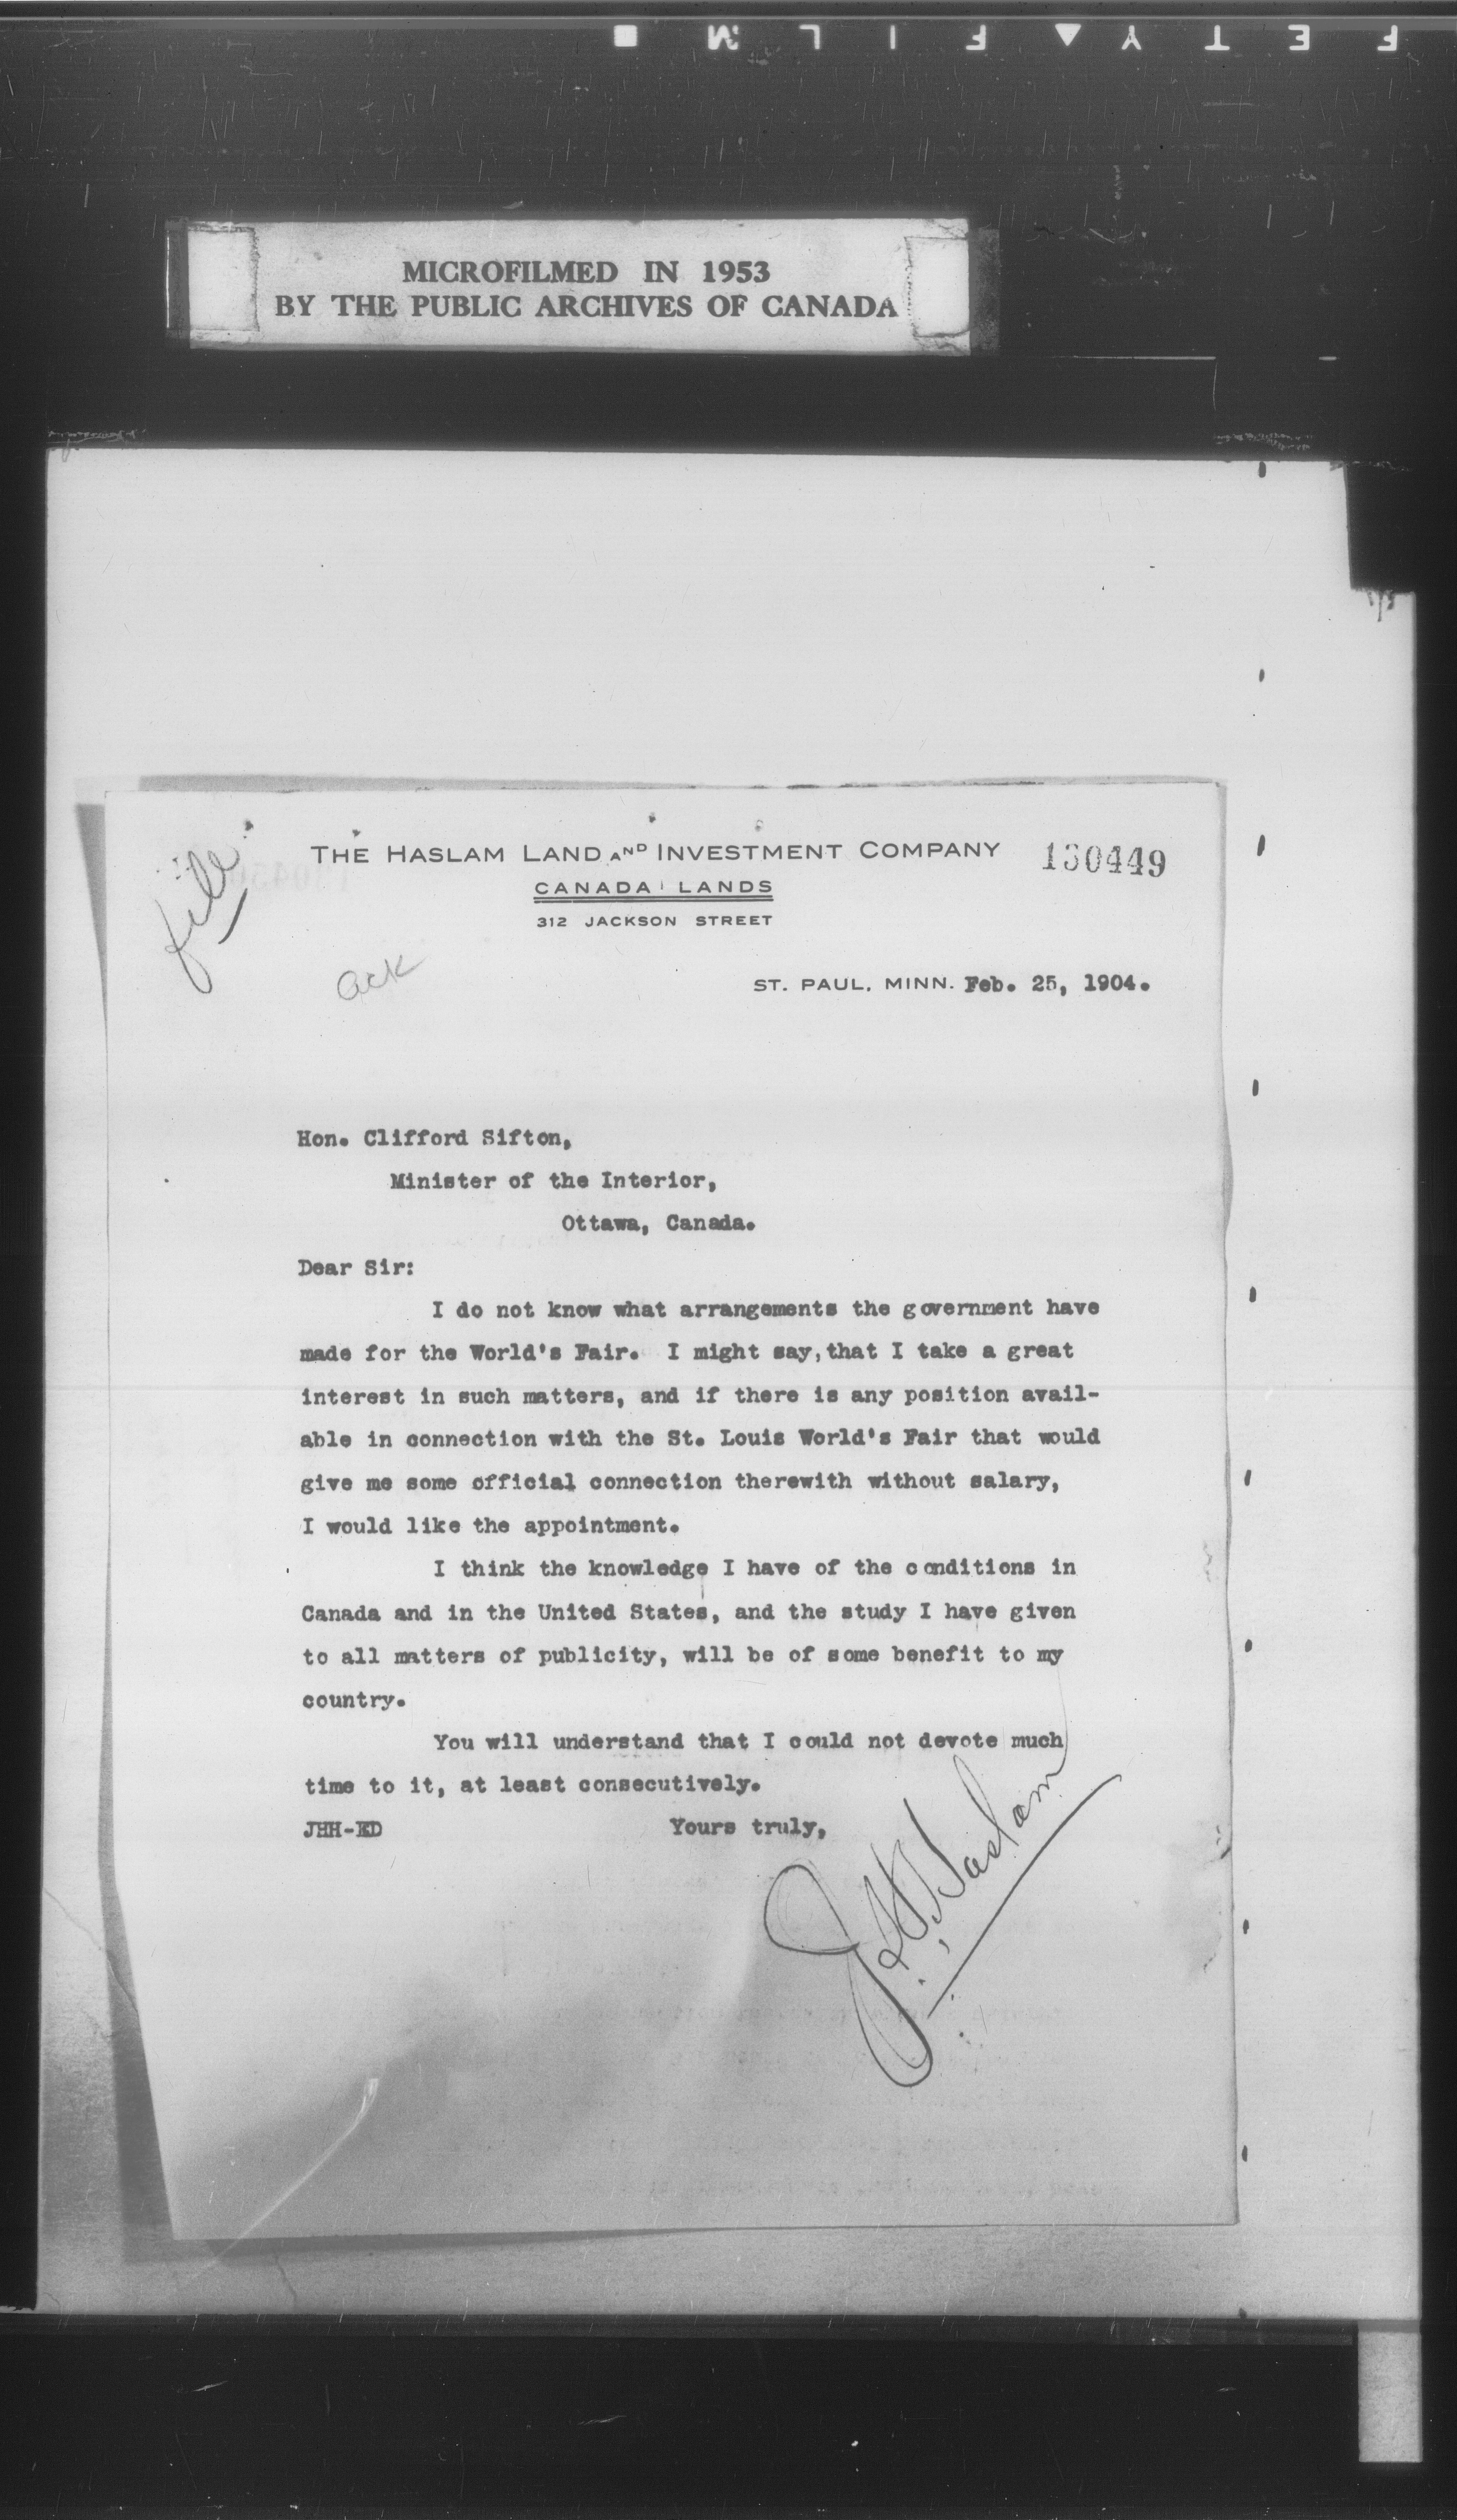 SAFETY FILM
MICROFILMED IN 1953
BY THE PUBLIC ARCHIVES OF CANADA
file
THE HASLAM LAND AND INVESTMENT COMPANY
130449
CANADA LANDS
312 JACKSON STREET
ack
ST. PAUL, MINN. Feb. 25, 1904.
Hon. Clifford Sifton,
Minister of the Interior,
Ottawa, Canada.
Dear Sir:
I do not know what arrangements the government have
made for the World's Fair. I might say, that I take a great
interest in such matters, and if there is any position avail-
able in connection with the St. Louis World's Fair that would
give me some official connection therewith without salary,
I would like the appointment.
I think the knowledge I have of the conditions in
Canada and in the United States, and the study I have given
to all matters of publicity, will be of some benefit to my
country.
You will understand that I could not devote much
time to it, at least consecutively.
JHH-ED Yours truly,
J. H. Haslam